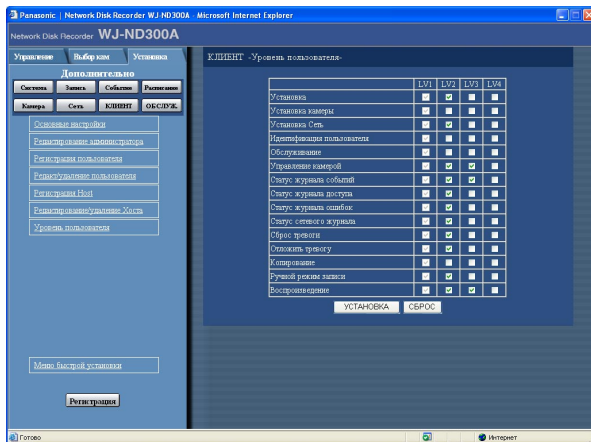 Panasonic | Network Disk Recorder WJ-ND300A - Microsoft Internet Explorer
Network Disk Recorder WJ-ND300A
Управление Выбор кам Установка
Дополнительно
Система Запись Событие Расписание
Камера Сеть КЛИЕНТ ОБСЛУЖ.
Основные настройки
Редактирование администратора
Регистрация пользователя
Редакт/удаление пользователя
Регистрация Host
Редактирование/удаление Хоста
Уровень пользователя
Меню быстрой установки
Регистрация
КЛИЕНТ -Уровень пользователя-
LV1 LV2 LV3 LV4
Установка
Установка камеры
Установка Сеть
Идентификация пользователя
Обслуживание
Управление камерой
Статус журнала событий
Статус журнала доступа
Статус журнала ошибок
Статус сетевого журнала
Сброс тревоги
Отложить тревогу
Копирование
Ручной режим записи
Воспроизведение
УСТАНОВКА СБРОС
Готово Интернет